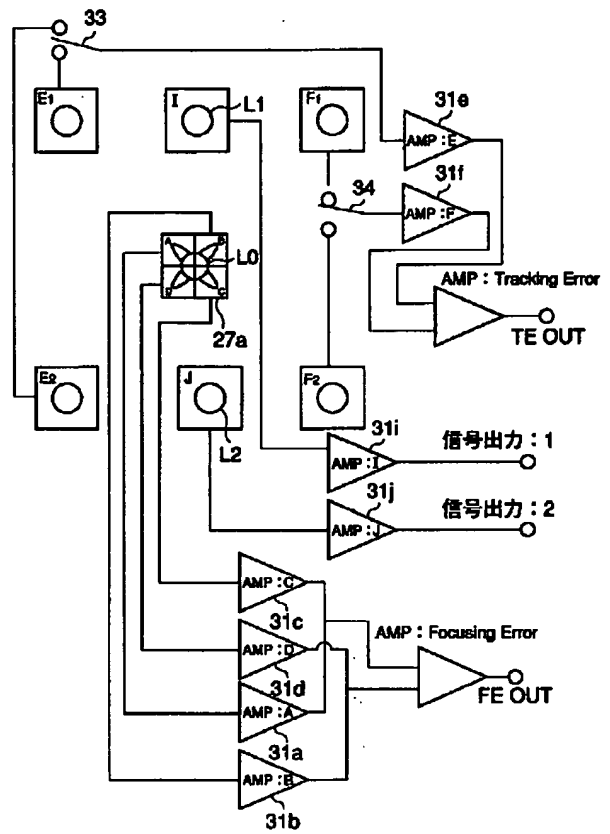 33
E1
I
L1
F1
31e
AMP:E
31f
AMP:F
34
A
B
L0
D
C
27a
AMP:Tracking Error
TE OUT
E2
J
F2
L2
31i
AMP:I
信号出力:1
31j
AMP:J
信号出力:2
AMP:C
31c
AMP:Focusing Error
AMP:D
31d
FE OUT
AMP:A
31a
AMP:B
31b